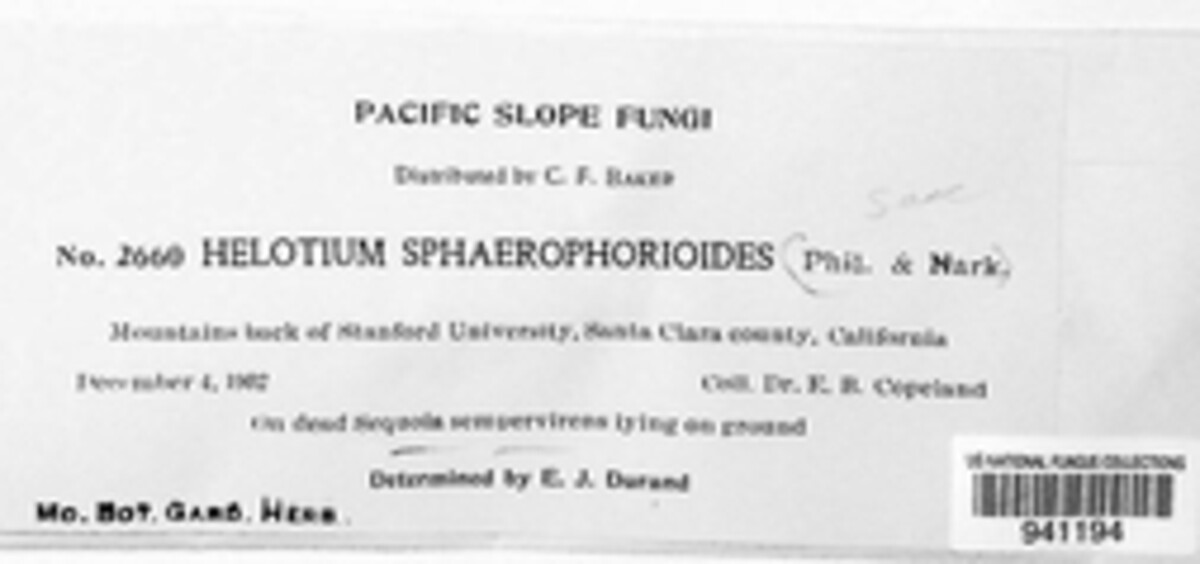 PACIFIC SLOPE FUNGI
Distributed by C. F. BAKER
Sacc
No. 2660 HELOTIUM SPHAEROPHORIOIDES (Phil. & Hark.)
Mountains back of Stanford University, Santa Clara county, California
December 4, 1902 Coll. Dr. E. B. Copeland
On dead Sequoia sempervirens lying on ground
Determined by E. J. Durand
MO. BOT. GARD. HERB.
US NATIONAL FUNGUS COLLECTIONS
941194